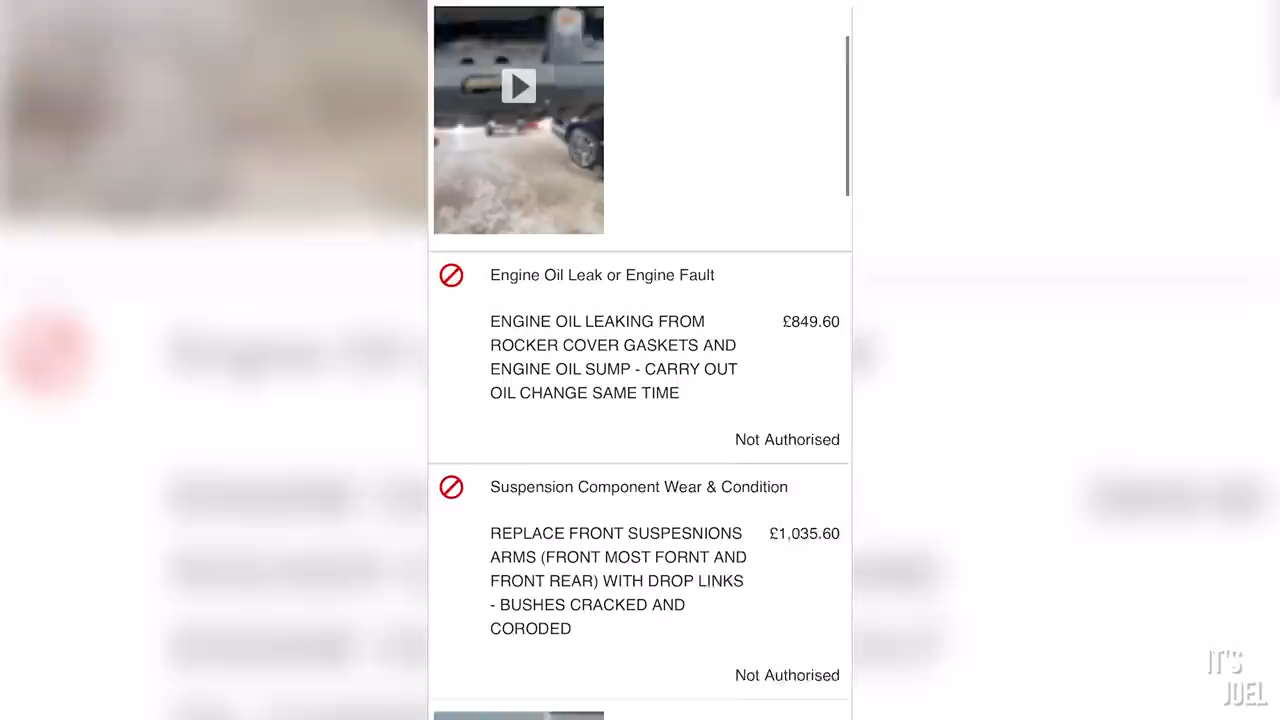 Engine Oil Leak or Engine Fault
ENGINE OIL LEAKING FROM £849.60
ROCKER COVER GASKETS AND
ENGINE OIL SUMP - CARRY OUT
OIL CHANGE SAME TIME
Not Authorised
Suspension Component Wear & Condition
REPLACE FRONT SUSPESNIONS £1,035.60
ARMS (FRONT MOST FORNT AND
FRONT REAR) WITH DROP LINKS
- BUSHES CRACKED AND
CORODED
Not Authorised
IT'S
JOEL